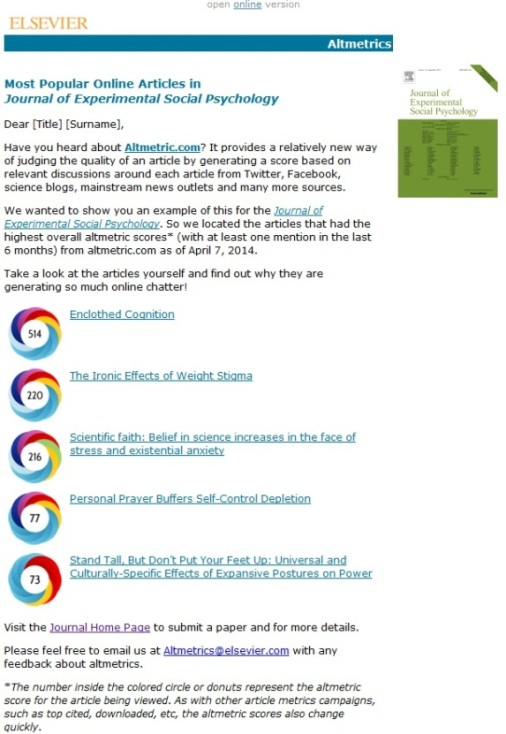 open online version
ELSEVIER
Altmetrics
Most Popular Online Articles in
Journal of Experimental Social Psychology
Journal of
Experimental
Social Psychology
Dear [Title] [Surname],
Have you heard about Altmetric.com? It provides a relatively new way
of judging the quality of an article by generating a score based on
relevant discussions around each article from Twitter, Facebook,
science blogs, mainstream news outlets and many more sources.
We wanted to show you an example of this for the Journal of
Experimental Social Psychology. So we located the articles that had the
highest overall altmetric scores* (with at least one mention in the last
6 months) from altmetric.com as of April 7, 2014.
Take a look at the articles yourself and find out why they are
generating so much online chatter!
514
Enclothed Cognition
220
The Ironic Effects of Weight Stigma
216
Scientific faith: Belief in science increases in the face of
stress and existential anxiety
77
Personal Prayer Buffers Self-Control Depletion
73
Stand Tall, But Don't Put Your Feet Up: Universal and
Culturally-Specific Effects of Expansive Postures on Power
Visit the Journal Home Page to submit a paper and for more details.
Please feel free to email us at Altmetrics@elsevier.com with any
feedback about altmetrics.
*The number inside the colored circle or donuts represent the altmetric
score for the article being viewed. As with other article metrics campaigns,
such as top cited, downloaded, etc, the altmetric scores also change
quickly.